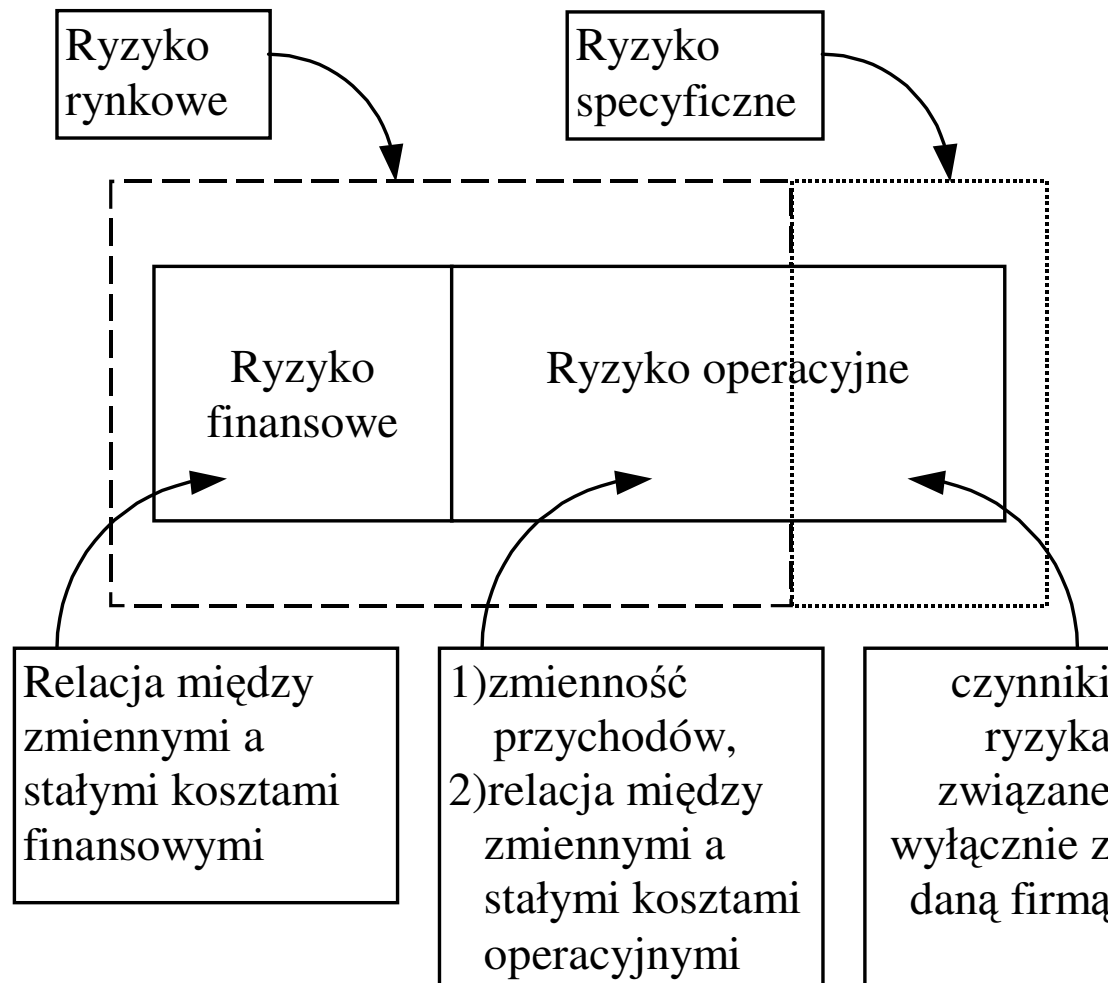 Ryzyko
rynkowe
Ryzyko
specyficzne
Ryzyko
finansowe
Ryzyko operacyjne
Relacja między
zmiennymi a
stałymi kosztami
finansowymi
1)zmienność
przychodów,
2)relacja między
zmiennymi a
stałymi kosztami
operacyjnymi
czynniki
ryzyka
związane
wyłącznie z
daną firmą